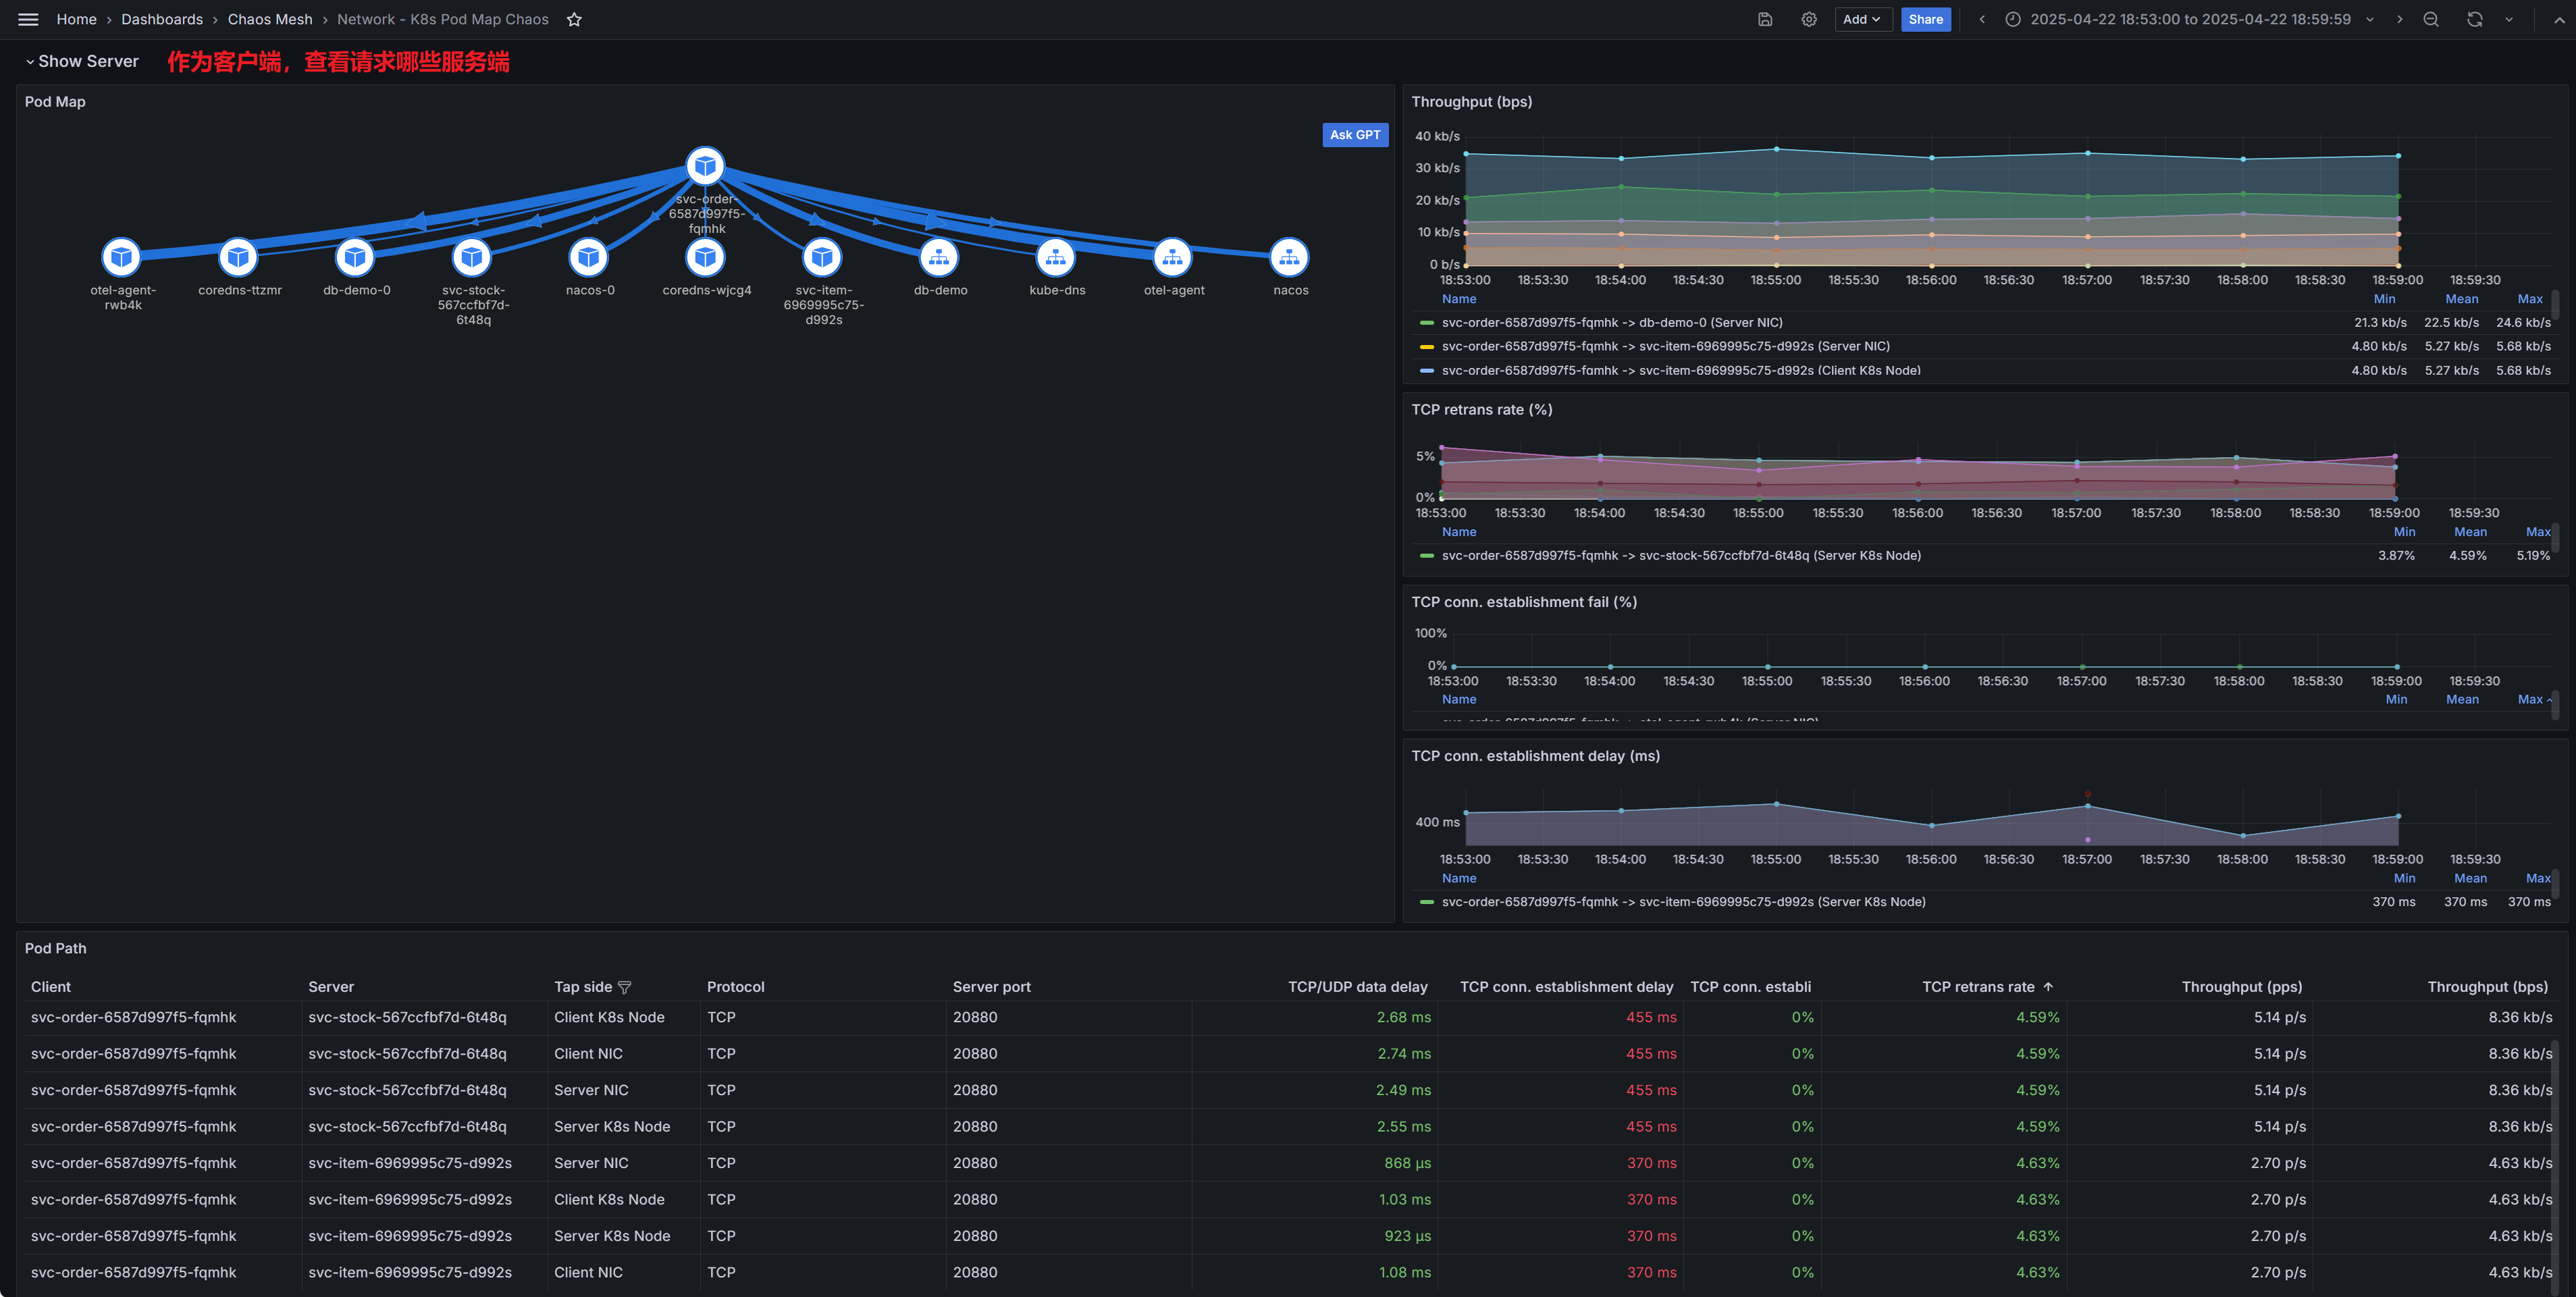 Home › Dashboards › Chaos Mesh › Network - K8s Pod Map Chaos
Add
Share
2025-04-22 18:53:00 to 2025-04-22 18:59:59
Show Server
作为客户端，查看请求哪些服务端
Pod Map
Ask GPT
svc-order-
6587d997f5-
fqmhk
otel-agent-
rwb4k
coredns-ttzmr
db-demo-0
svc-stock-
567ccfbf7d-
6t48q
nacos-0
coredns-wjcg4
svc-item-
6969995c75-
d992s
db-demo
kube-dns
otel-agent
nacos
Throughput (bps)
40 kb/s
30 kb/s
20 kb/s
10 kb/s
0 b/s
18:53:00 18:53:30 18:54:00 18:54:30 18:55:00 18:55:30 18:56:00 18:56:30 18:57:00 18:57:30 18:58:00 18:58:30 18:59:00 18:59:30
Name Min Mean Max
svc-order-6587d997f5-fqmhk -> db-demo-0 (Server NIC) 21.3 kb/s 22.5 kb/s 24.6 kb/s
svc-order-6587d997f5-fqmhk -> svc-item-6969995c75-d992s (Server NIC) 4.80 kb/s 5.27 kb/s 5.68 kb/s
svc-order-6587d997f5-fqmhk -> svc-item-6969995c75-d992s (Client K8s Node) 4.80 kb/s 5.27 kb/s 5.68 kb/s
TCP retrans rate (%)
5%
0%
18:53:00 18:53:30 18:54:00 18:54:30 18:55:00 18:55:30 18:56:00 18:56:30 18:57:00 18:57:30 18:58:00 18:58:30 18:59:00 18:59:30
Name Min Mean Max
svc-order-6587d997f5-fqmhk -> svc-stock-567ccfbf7d-6t48q (Server K8s Node) 3.87% 4.59% 5.19%
TCP conn. establishment fail (%)
100%
0%
18:53:00 18:53:30 18:54:00 18:54:30 18:55:00 18:55:30 18:56:00 18:56:30 18:57:00 18:57:30 18:58:00 18:58:30 18:59:00 18:59:30
Name Min Mean Max
svc-order-6587d997f5-fqmhk -> otel-agent-rwb4k (Server NIC)
TCP conn. establishment delay (ms)
400 ms
18:53:00 18:53:30 18:54:00 18:54:30 18:55:00 18:55:30 18:56:00 18:56:30 18:57:00 18:57:30 18:58:00 18:58:30 18:59:00 18:59:30
Name Min Mean Max
svc-order-6587d997f5-fqmhk -> svc-item-6969995c75-d992s (Server K8s Node) 370 ms 370 ms 370 ms
Pod Path
Client Server Tap side Protocol Server port TCP/UDP data delay TCP conn. establishment delay TCP conn. establi TCP retrans rate Throughput (pps) Throughput (bps)
svc-order-6587d997f5-fqmhk svc-stock-567ccfbf7d-6t48q Client K8s Node TCP 20880 2.68 ms 455 ms 0% 4.59% 5.14 p/s 8.36 kb/s
svc-order-6587d997f5-fqmhk svc-stock-567ccfbf7d-6t48q Client NIC TCP 20880 2.74 ms 455 ms 0% 4.59% 5.14 p/s 8.36 kb/s
svc-order-6587d997f5-fqmhk svc-stock-567ccfbf7d-6t48q Server NIC TCP 20880 2.49 ms 455 ms 0% 4.59% 5.14 p/s 8.36 kb/s
svc-order-6587d997f5-fqmhk svc-stock-567ccfbf7d-6t48q Server K8s Node TCP 20880 2.55 ms 455 ms 0% 4.59% 5.14 p/s 8.36 kb/s
svc-order-6587d997f5-fqmhk svc-item-6969995c75-d992s Server NIC TCP 20880 868 µs 370 ms 0% 4.63% 2.70 p/s 4.63 kb/s
svc-order-6587d997f5-fqmhk svc-item-6969995c75-d992s Client K8s Node TCP 20880 1.03 ms 370 ms 0% 4.63% 2.70 p/s 4.63 kb/s
svc-order-6587d997f5-fqmhk svc-item-6969995c75-d992s Server K8s Node TCP 20880 923 µs 370 ms 0% 4.63% 2.70 p/s 4.63 kb/s
svc-order-6587d997f5-fqmhk svc-item-6969995c75-d992s Client NIC TCP 20880 1.08 ms 370 ms 0% 4.63% 2.70 p/s 4.63 kb/s